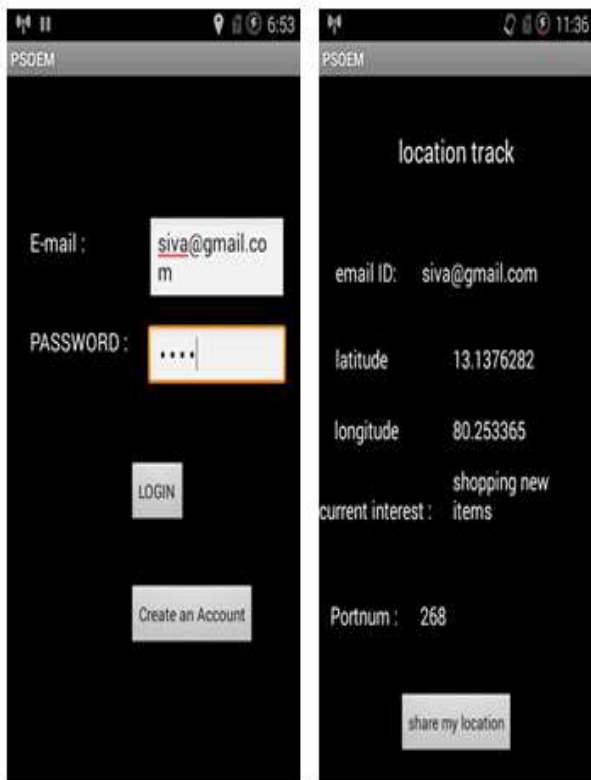 6:53
PSOEM
E-mail :
siva@gmail.co
m
PASSWORD :
••••
LOGIN
Create an Account
11:36
PSOEM
location track
email ID: siva@gmail.com
latitude 13.1376282
longitude 80.253365
current interest : shopping new
items
Portnum : 268
share my location